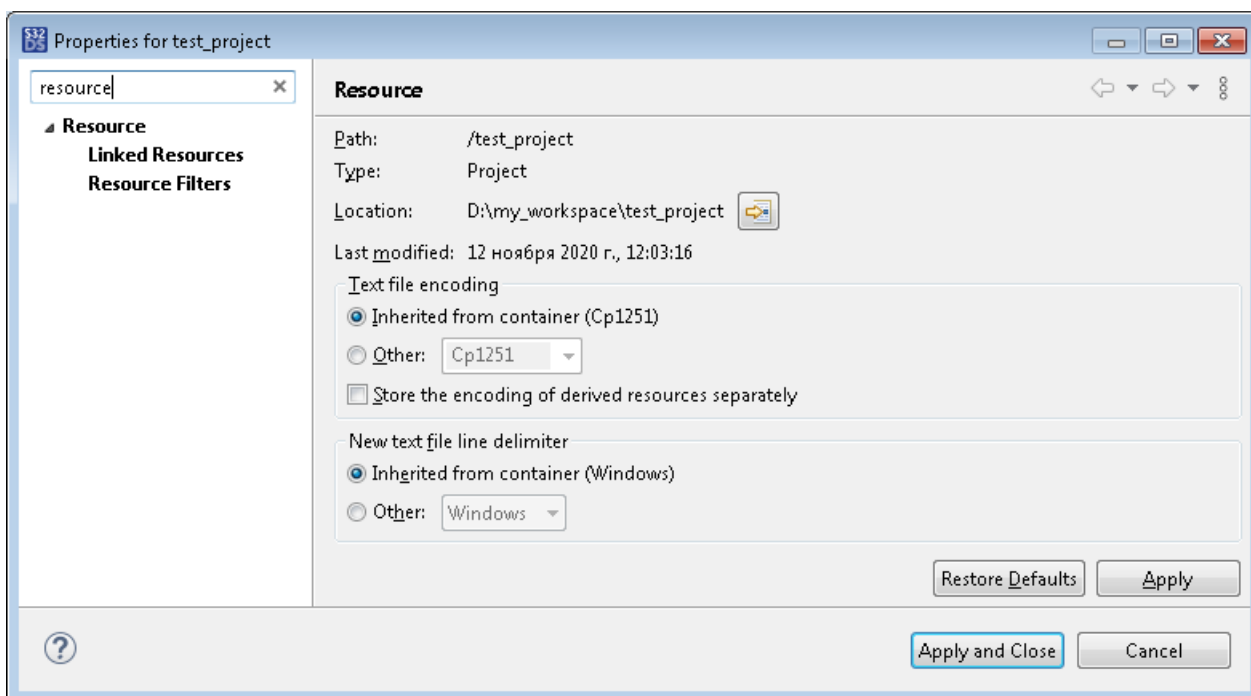 S32
DS
Properties for test_project
resource
Resource
Linked Resources
Resource Filters
Resource
Path: /test_project
Type: Project
Location: D:\my_workspace\test_project
Last modified: 12 ноября 2020 г., 12:03:16
Text file encoding
Inherited from container (Cp1251)
Other: Cp1251
Store the encoding of derived resources separately
New text file line delimiter
Inherited from container (Windows)
Other: Windows
Restore Defaults Apply
? Apply and Close Cancel